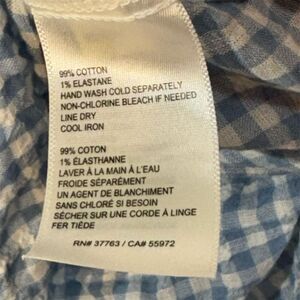 99% COTTON
1% ELASTANE
HAND WASH COLD SEPARATELY
NON-CHLORINE BLEACH IF NEEDED
LINE DRY
COOL IRON
99% COTON
1% ÉLASTHANNE
LAVER À LA MAIN À L'EAU
FROIDE SÉPARÉMENT
UN AGENT DE BLANCHIMENT
SANS CHLORÉ SI BESOIN
SÉCHER SUR UNE CORDE À LINGE
FER TIÈDE
RN# 37763 / CA# 55972